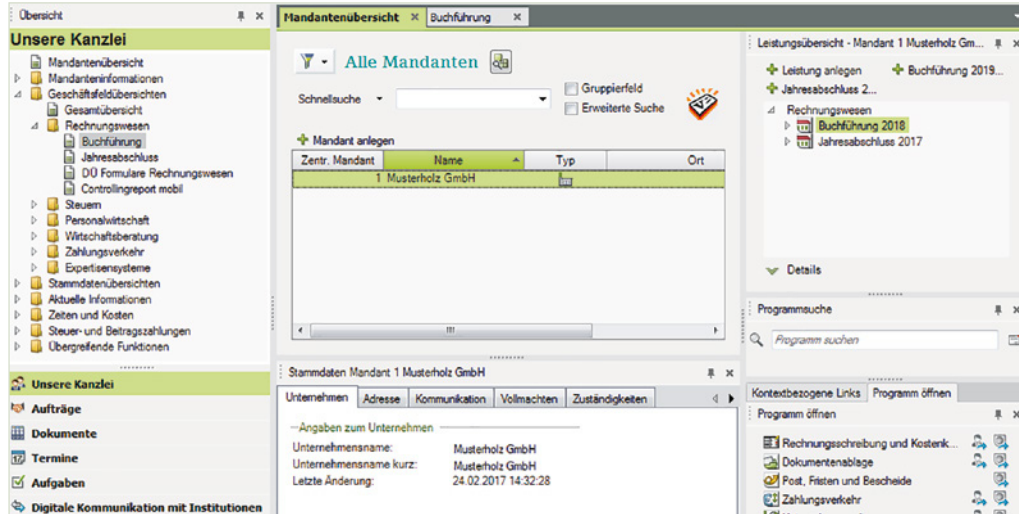 Übersicht
Unsere Kanzlei
Mandantenübersicht
Mandanteninformationen
Geschäftsfeldübersichten
Gesamtübersicht
Rechnungswesen
Buchführung
Jahresabschluss
DÜ Formulare Rechnungswesen
Controllingreport mobil
Steuern
Personalwirtschaft
Wirtschaftsberatung
Zahlungsverkehr
Expertisensysteme
Stammdatenübersichten
Aktuelle Informationen
Zeiten und Kosten
Steuer- und Beitragszahlungen
Übergreifende Funktionen
Unsere Kanzlei
Aufträge
Dokumente
Termine
Aufgaben
Digitale Kommunikation mit Institutionen
Mandantenübersicht Buchführung
Alle Mandanten
Schnellsuche
Gruppierfeld
Erweiterte Suche
Mandant anlegen
Zentr. Mandant Name Typ Ort
1 Musterholz GmbH
Stammdaten Mandant 1 Musterholz GmbH
Unternehmen Adresse Kommunikation Vollmachten Zuständigkeiten
Angaben zum Unternehmen
Unternehmensname: Musterholz GmbH
Unternehmensname kurz: Musterholz GmbH
Letzte Änderung: 24.02.2017 14:32:28
Leistungsübersicht - Mandant 1 Musterholz Gm...
Leistung anlegen Buchführung 2019...
Jahresabschluss 2...
Rechnungswesen
Buchführung 2018
Jahresabschluss 2017
Details
Programmsuche
Programm suchen
Kontextbezogene Links Programm öffnen
Programm öffnen
Rechnungsschreibung und Kostenk...
Dokumentenablage
Post, Fristen und Bescheide
Zahlungsverkehr